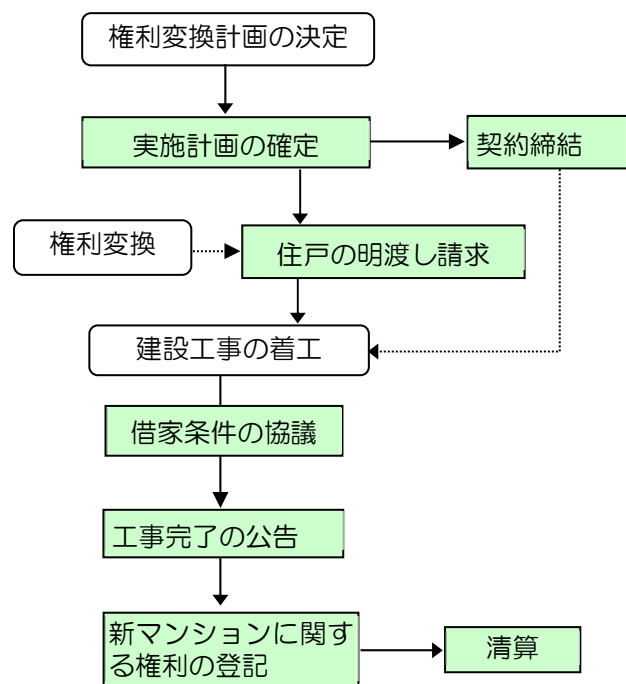 権利変換計画の決定
実施計画の確定
契約締結
権利変換
住戸の明渡し請求
建設工事の着工
借家条件の協議
工事完了の公告
新マンションに関す
る権利の登記
清算